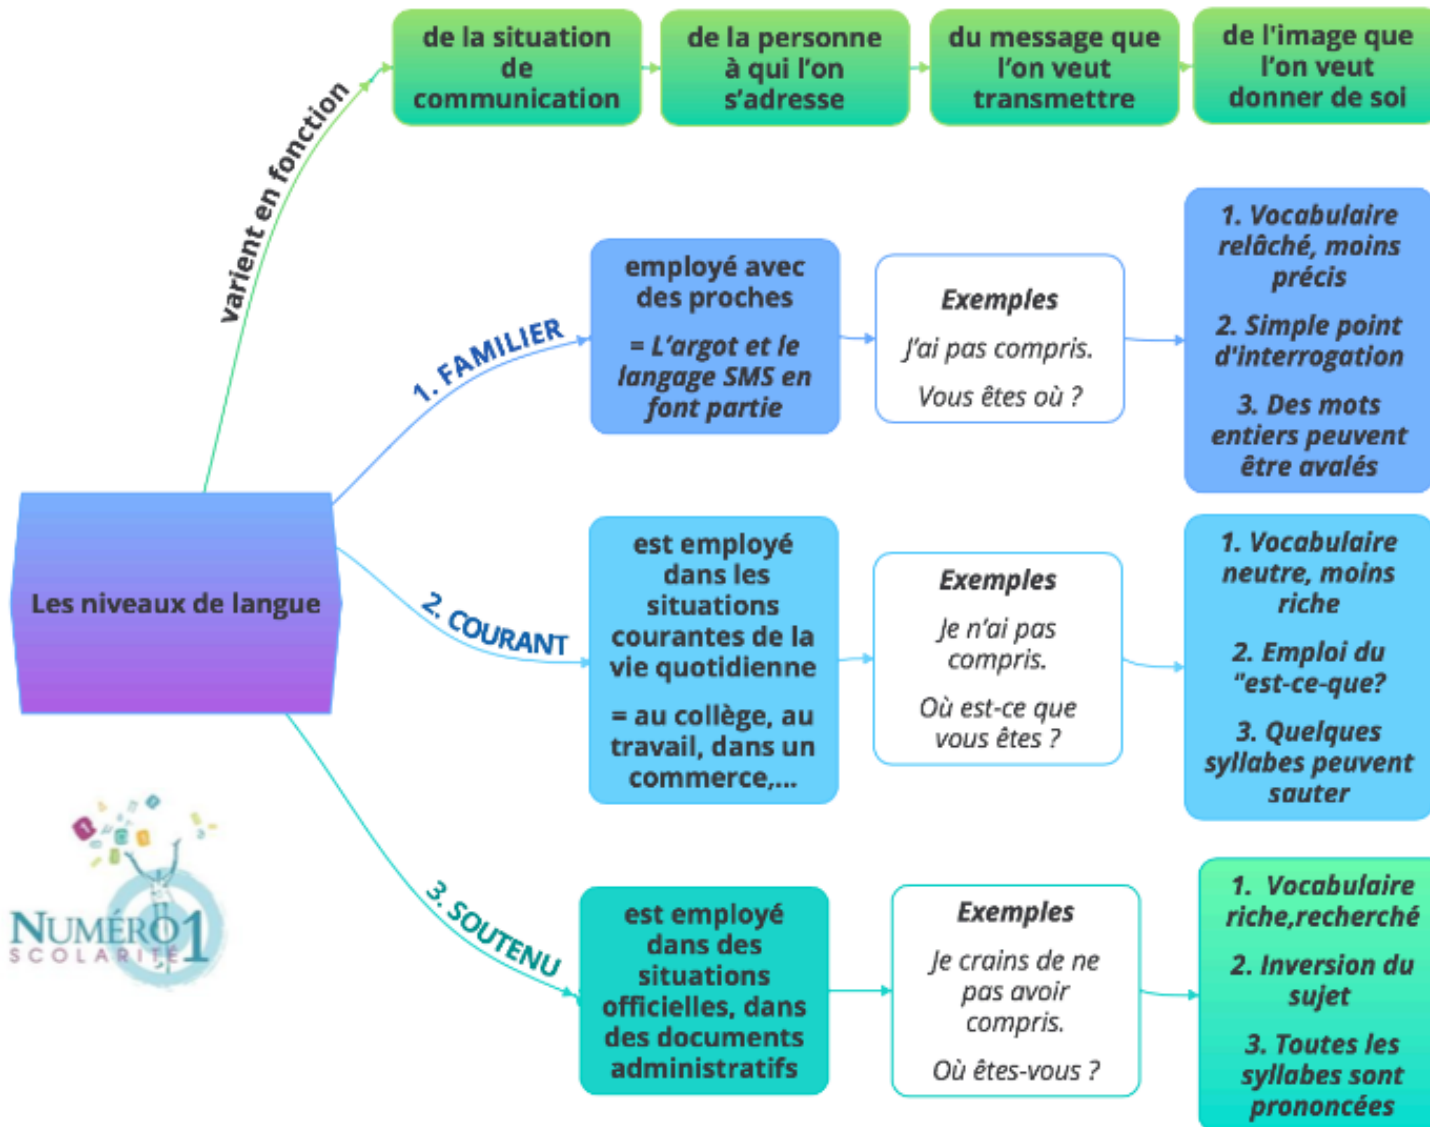 varient en fonction
de la situation
de
communication
de la personne
à qui l’on
s’adresse
du message que
l’on veut
transmettre
de l'image que
l’on veut
donner de soi
Les niveaux de langue
1. FAMILIER
employé avec
des proches
= L’argot et le
langage SMS en
font partie
Exemples
J’ai pas compris.
Vous êtes où ?
1. Vocabulaire
relâché, moins
précis
2. Simple point
d'interrogation
3. Des mots
entiers peuvent
être avalés
2. COURANT
est employé
dans les
situations
courantes de la
vie quotidienne
= au collège, au
travail, dans un
commerce,...
Exemples
Je n’ai pas
compris.
Où est-ce que
vous êtes ?
1. Vocabulaire
neutre, moins
riche
2. Emploi du
"est-ce-que?
3. Quelques
syllabes peuvent
sauter
3. SOUTENU
est employé
dans des
situations
officielles, dans
des documents
administratifs
Exemples
Je crains de ne
pas avoir
compris.
Où êtes-vous ?
1. Vocabulaire
riche,recherché
2. Inversion du
sujet
3. Toutes les
syllabes sont
prononcées
NUMÉRO1
SCOLARITÉ